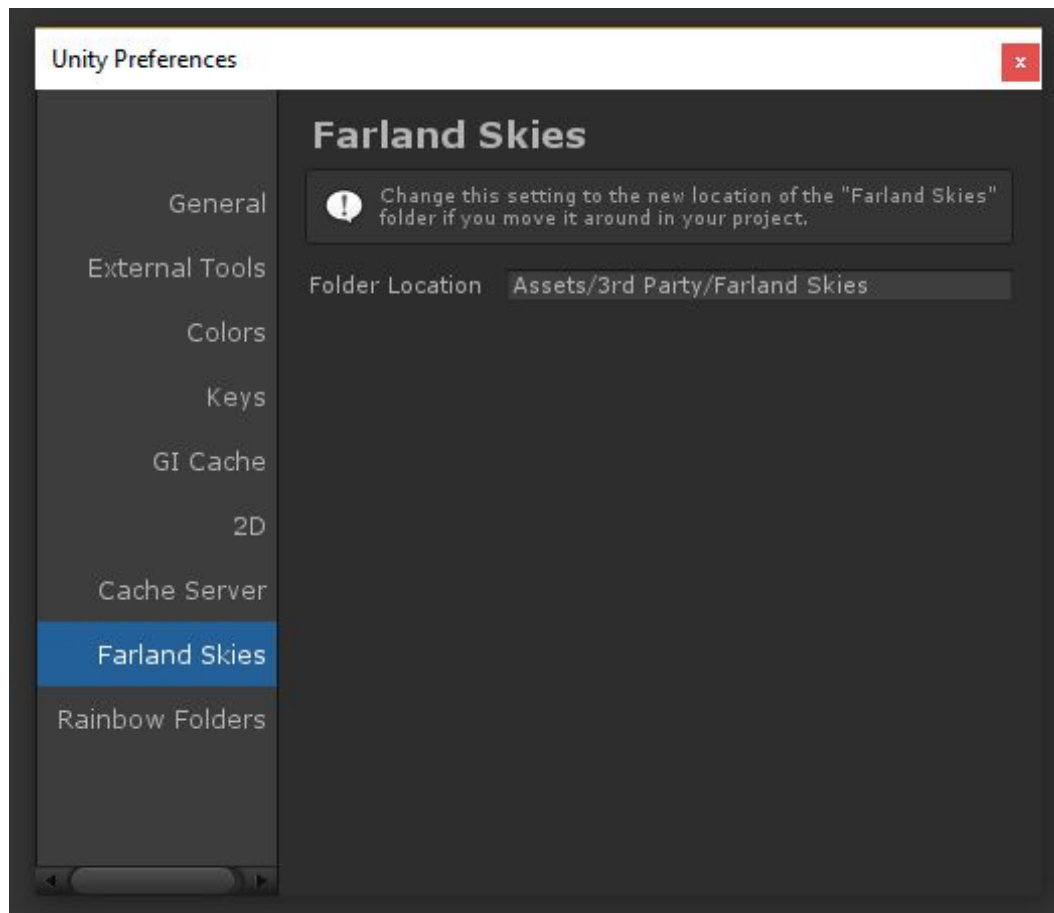 Unity Preferences
x
General
External Tools
Colors
Keys
GI Cache
2D
Cache Server
Farland Skies
Rainbow Folders
Farland Skies
Change this setting to the new location of the "Farland Skies"
folder if you move it around in your project.
Folder Location Assets/3rd Party/Farland Skies